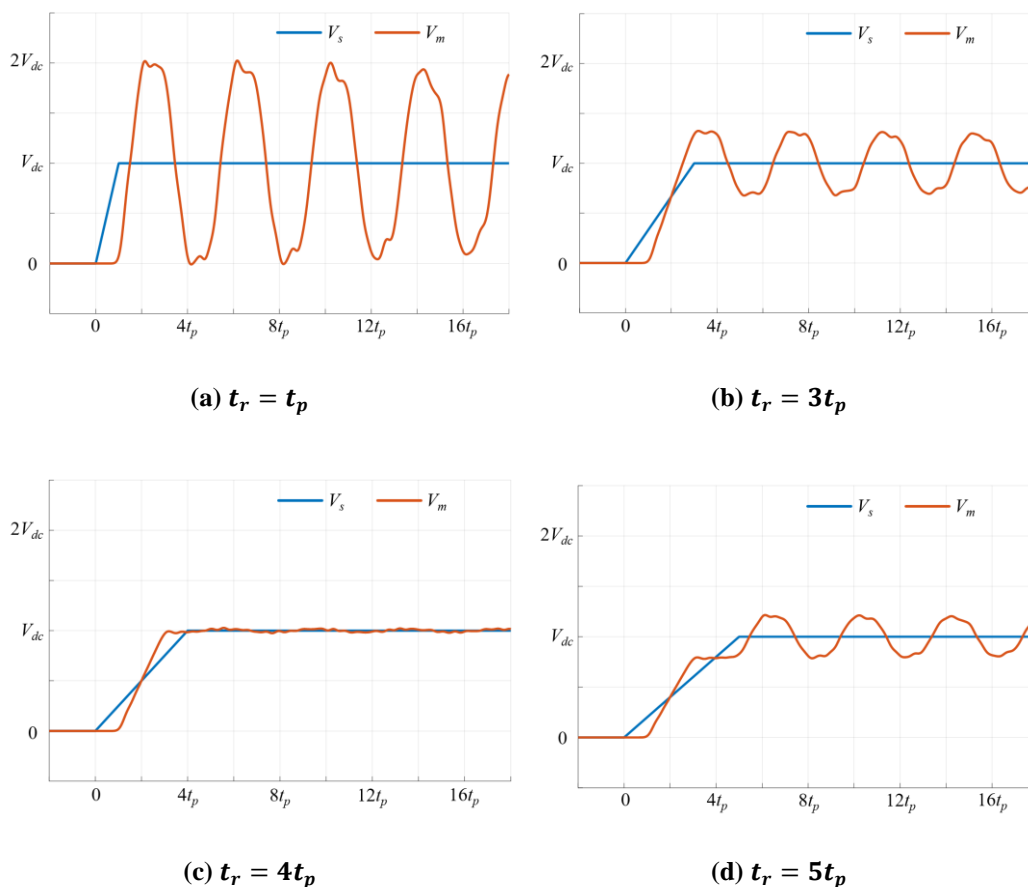 V_s V_m
2V_dc
V_dc
0
0 4t_p 8t_p 12t_p 16t_p
(a) t_r = t_p
V_s V_m
2V_dc
V_dc
0
0 4t_p 8t_p 12t_p 16t_p
(b) t_r = 3t_p
V_s V_m
2V_dc
V_dc
0
0 4t_p 8t_p 12t_p 16t_p
(c) t_r = 4t_p
V_s V_m
2V_dc
V_dc
0
0 4t_p 8t_p 12t_p 16t_p
(d) t_r = 5t_p